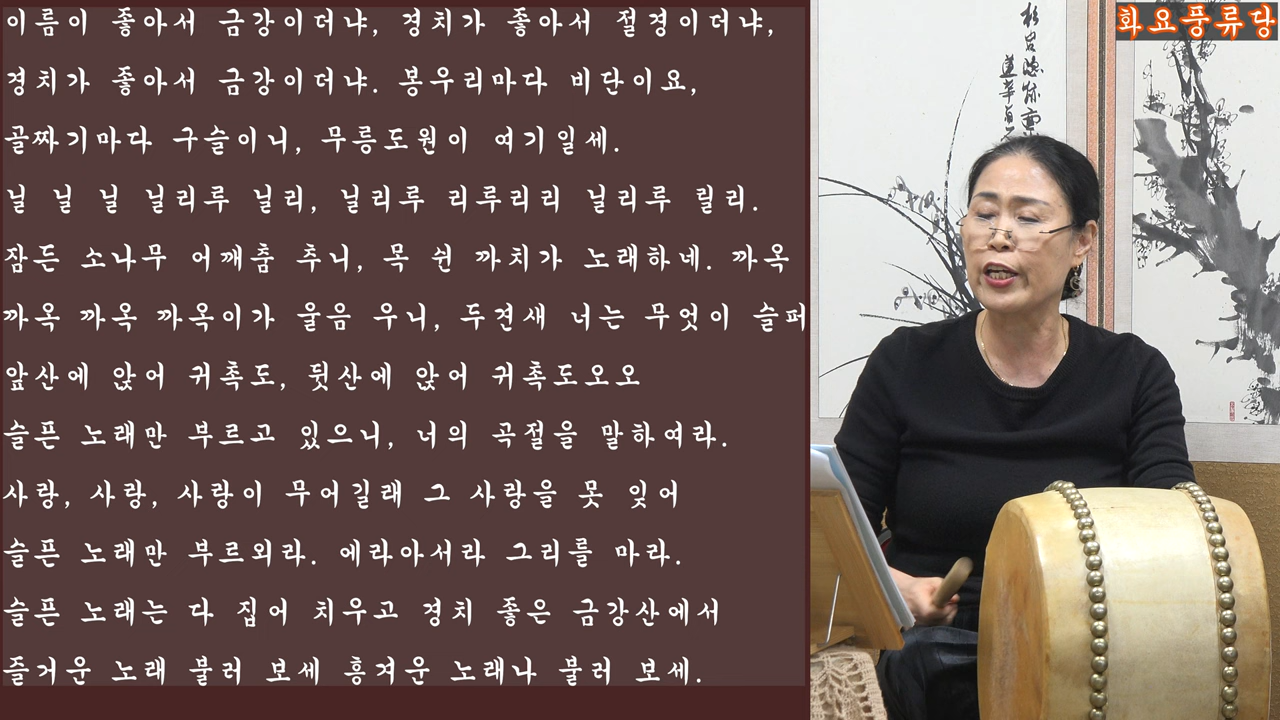 이름이 좋아서 금강이더냐, 경치가 좋아서 절경이더냐,
경치가 좋아서 금강이더냐. 봉우리마다 비단이요,
골짜기마다 구슬이니, 무릉도원이 여기일세.
닐 닐 닐 닐리루 닐리, 닐리루 리루리리 닐리루 릴리.
잠든 소나무 어깨춤 추니, 목 쉰 까치가 노래하네. 까옥
까옥 까옥 까옥이가 울음 우니, 두견새 너는 무엇이 슬퍼
앞산에 앉어 귀촉도, 뒷산에 앉어 귀촉도오오
슬픈 노래만 부르고 있으니, 너의 곡절을 말하여라.
사랑, 사랑, 사랑이 무어길래 그 사랑을 못 잊어
슬픈 노래만 부르외라. 에라아서라 그리를 마라.
슬픈 노래는 다 집어 치우고 경치 좋은 금강산에서
즐거운 노래 불러 보세 흥겨운 노래나 불러 보세.
화요풍류당